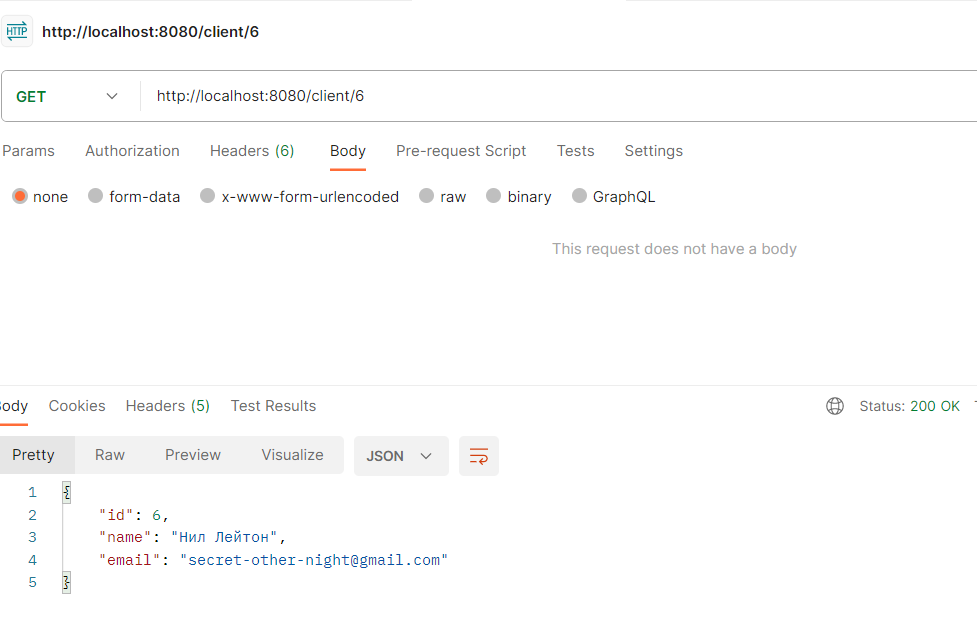 HTTP http://localhost:8080/client/6
GET http://localhost:8080/client/6
Params Authorization Headers (6) Body Pre-request Script Tests Settings
none form-data x-www-form-urlencoded raw binary GraphQL
This request does not have a body
Body Cookies Headers (5) Test Results Status: 200 OK
Pretty Raw Preview Visualize JSON
1 {
2 "id": 6,
3 "name": "Нил Лейтон",
4 "email": "secret-other-night@gmail.com"
5 }